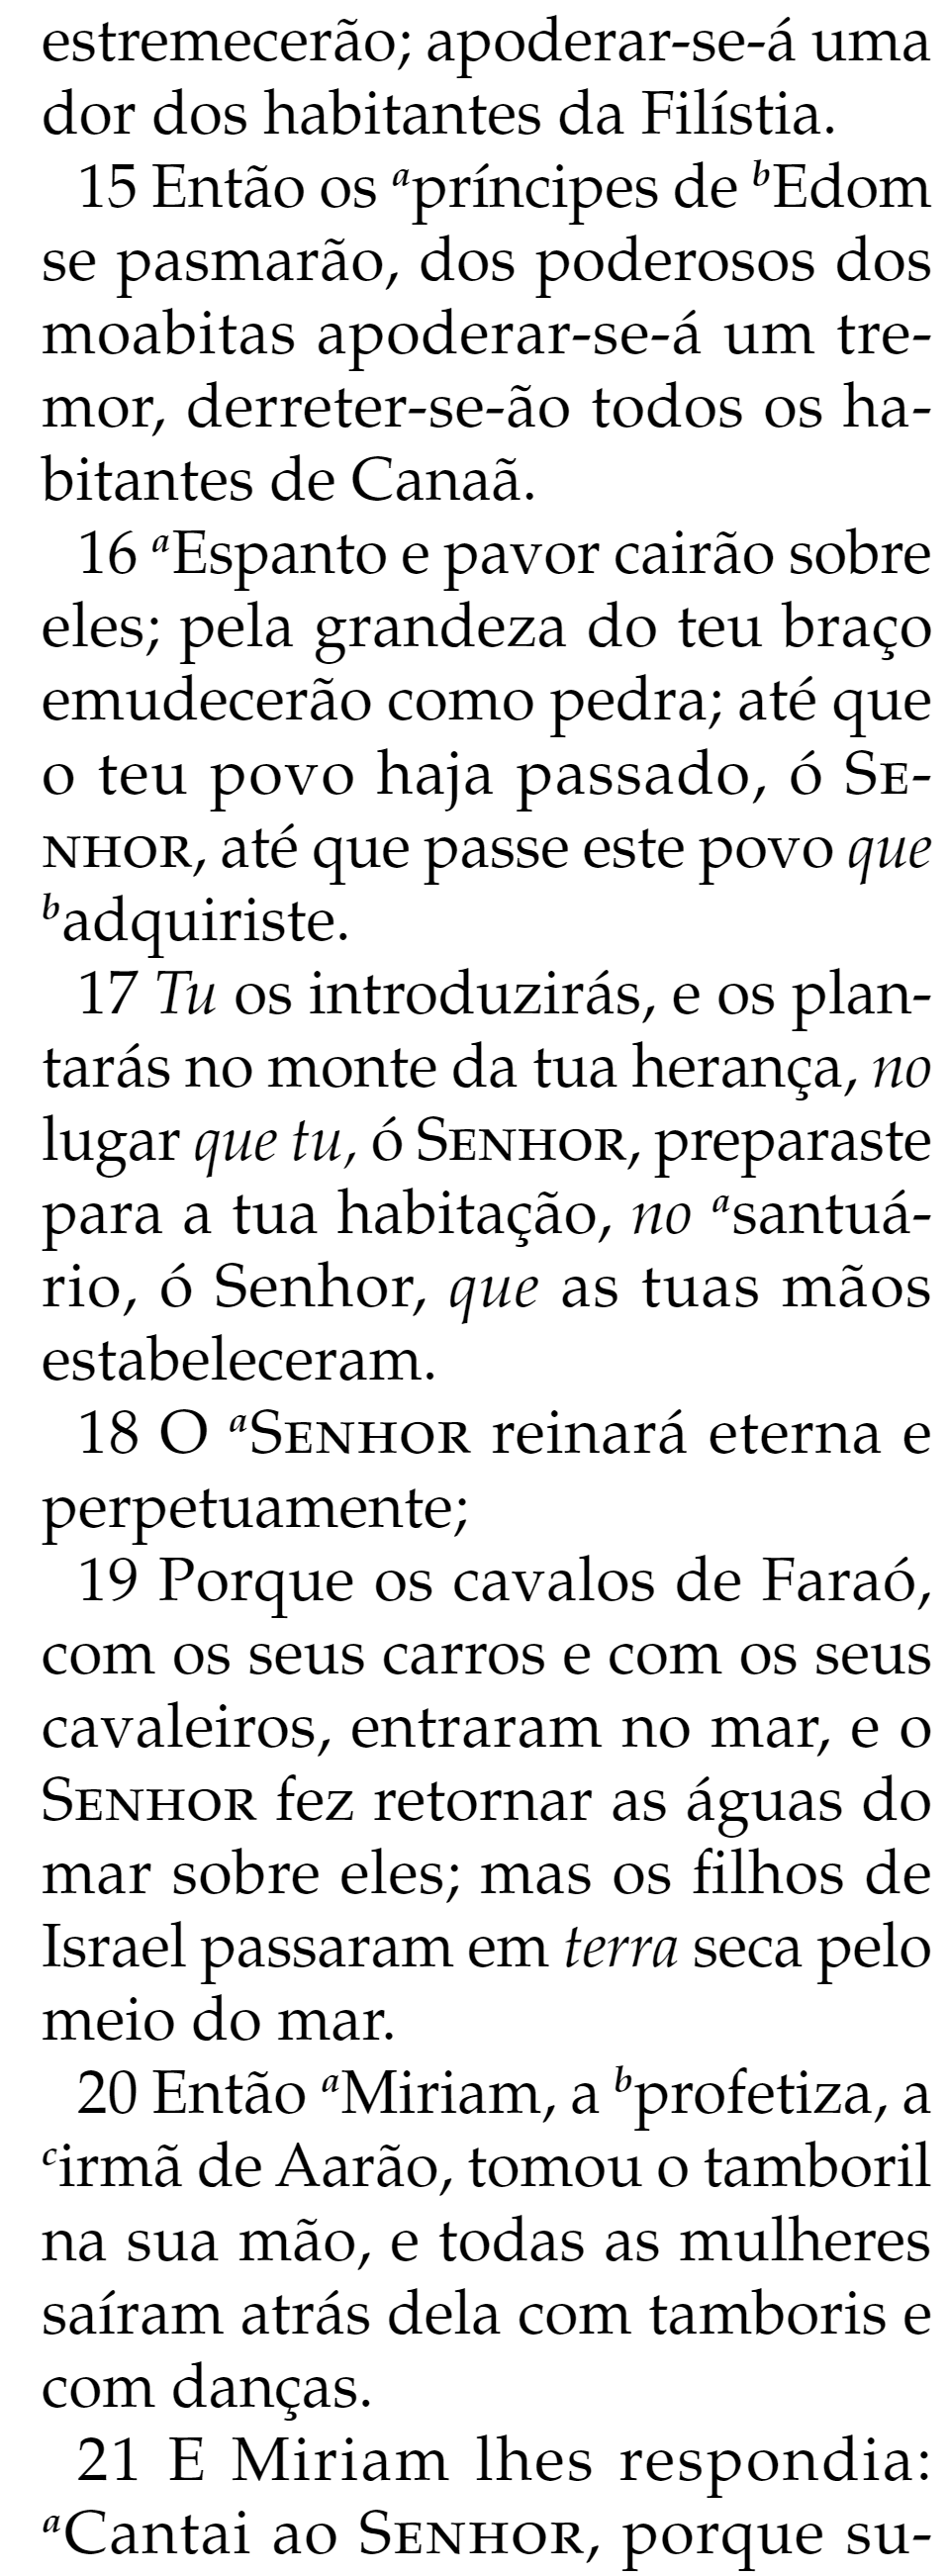 estremecerão; apoderar-se-á uma
dor dos habitantes da Filístia.
15 Então os ᵃpríncipes de ᵇEdom
se pasmarão, dos poderosos dos
moabitas apoderar-se-á um tre-
mor, derreter-se-ão todos os ha-
bitantes de Canaã.
16 ᵃEspanto e pavor cairão sobre
eles; pela grandeza do teu braço
emudecerão como pedra; até que
o teu povo haja passado, ó SE-
NHOR, até que passe este povo que
ᵇadquiriste.
17 Tu os introduzirás, e os plan-
tarás no monte da tua herança, no
lugar que tu, ó SENHOR, preparaste
para a tua habitação, no ᵃsantuá-
rio, ó Senhor, que as tuas mãos
estabeleceram.
18 O ᵃSENHOR reinará eterna e
perpetuamente;
19 Porque os cavalos de Faraó,
com os seus carros e com os seus
cavaleiros, entraram no mar, e o
SENHOR fez retornar as águas do
mar sobre eles; mas os filhos de
Israel passaram em terra seca pelo
meio do mar.
20 Então ᵃMiriam, a ᵇprofetiza, a
ᶜirmã de Aarão, tomou o tamboril
na sua mão, e todas as mulheres
saíram atrás dela com tamboris e
com danças.
21 E Miriam lhes respondia:
ᵃCantai ao SENHOR, porque su-